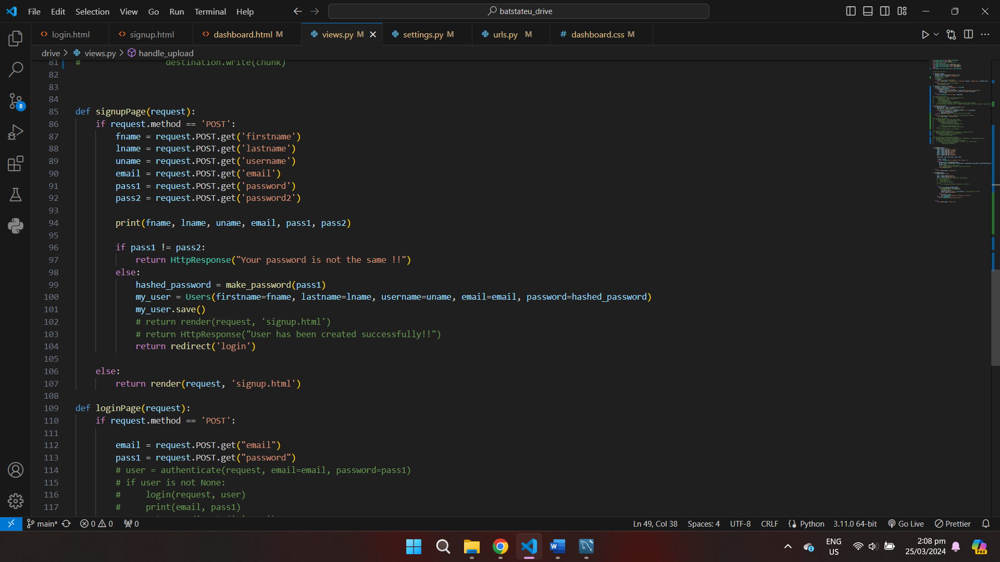 File Edit Selection View Go Run Terminal Help
batstateu_drive
login.html signup.html dashboard.html M views.py M settings.py M urls.py M dashboard.css M
drive > views.py > handle_upload
81 # destination.write(chunk)
82
83
84
85 def signupPage(request):
86 if request.method == 'POST':
87 fname = request.POST.get('firstname')
88 lname = request.POST.get('lastname')
89 uname = request.POST.get('username')
90 email = request.POST.get('email')
91 pass1 = request.POST.get('password')
92 pass2 = request.POST.get('password2')
93
94 print(fname, lname, uname, email, pass1, pass2)
95
96 if pass1 != pass2:
97 return HttpResponse("Your password is not the same !!")
98 else:
99 hashed_password = make_password(pass1)
100 my_user = Users(firstname=fname, lastname=lname, username=uname, email=email, password=hashed_password)
101 my_user.save()
102 # return render(request, 'signup.html')
103 # return HttpResponse("User has been created successfully!!")
104 return redirect('login')
105
106 else:
107 return render(request, 'signup.html')
108
109 def loginPage(request):
110 if request.method == 'POST':
111
112 email = request.POST.get("email")
113 pass1 = request.POST.get("password")
114 # user = authenticate(request, email=email, password=pass1)
115 # if user is not None:
116 # login(request, user)
117 # print(email, pass1)
8
main* 0 0 0 Ln 49, Col 38 Spaces: 4 UTF-8 CRLF Python 3.11.0 64-bit Go Live Prettier
ENG
US
2:08 pm
25/03/2024
PRE